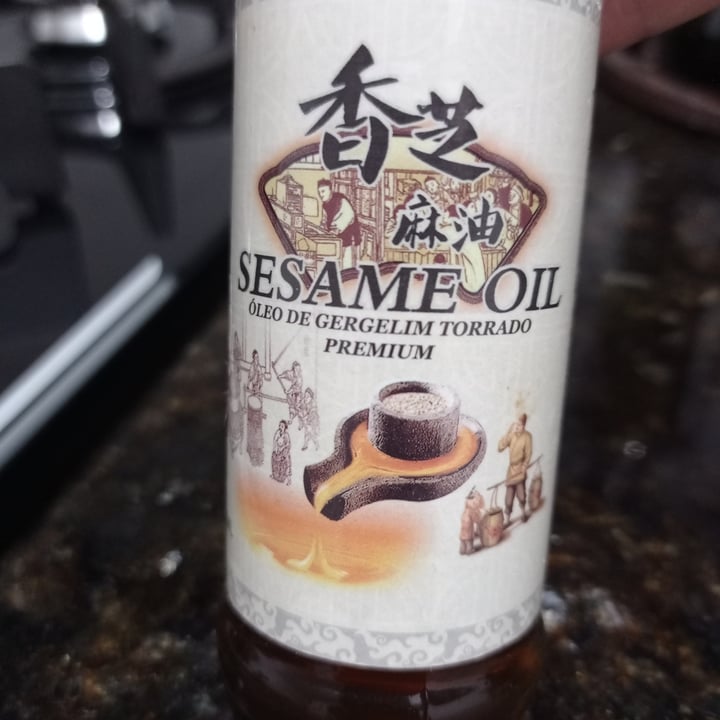 香芝
麻油
SESAME OIL
ÓLEO DE GERGELIM TORRADO
PREMIUM